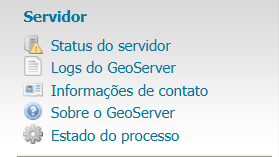 Servidor
Status do servidor
Logs do GeoServer
Informações de contato
Sobre o GeoServer
Estado do processo